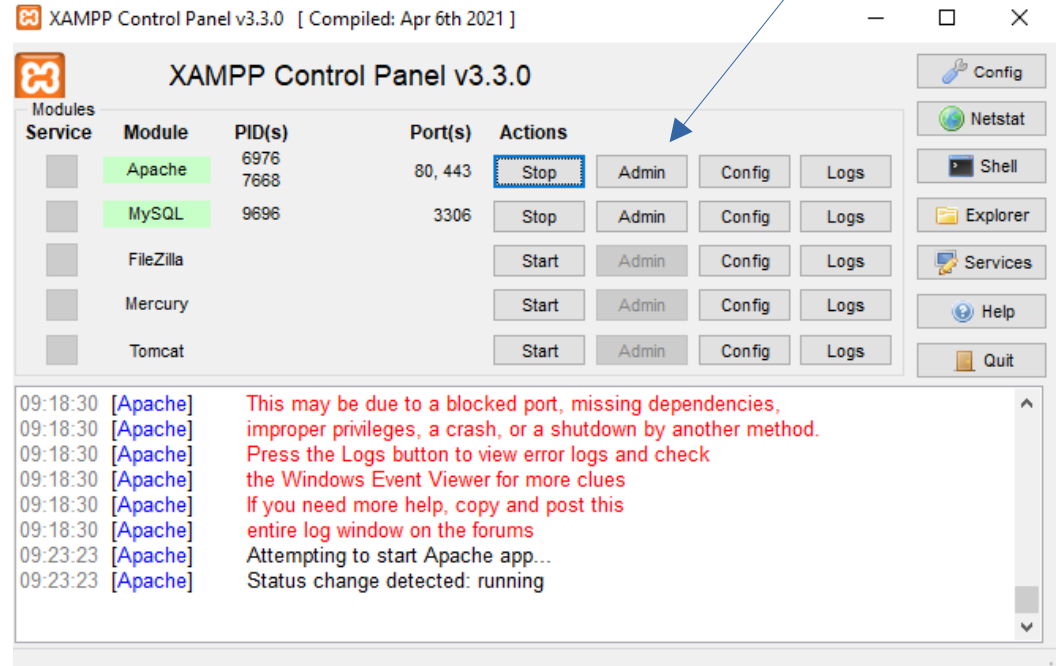 XAMPP Control Panel v3.3.0 [ Compiled: Apr 6th 2021 ]
XAMPP Control Panel v3.3.0
Config
Modules
Netstat
Service Module PID(s) Port(s) Actions
Apache 6976 7668 80, 443 Stop Admin Config Logs
Shell
MySQL 9696 3306 Stop Admin Config Logs
Explorer
FileZilla Start Admin Config Logs
Services
Mercury Start Admin Config Logs
Help
Tomcat Start Admin Config Logs
Quit
09:18:30 [Apache] This may be due to a blocked port, missing dependencies,
09:18:30 [Apache] improper privileges, a crash, or a shutdown by another method.
09:18:30 [Apache] Press the Logs button to view error logs and check
09:18:30 [Apache] the Windows Event Viewer for more clues
09:18:30 [Apache] If you need more help, copy and post this
09:18:30 [Apache] entire log window on the forums
09:23:23 [Apache] Attempting to start Apache app...
09:23:23 [Apache] Status change detected: running